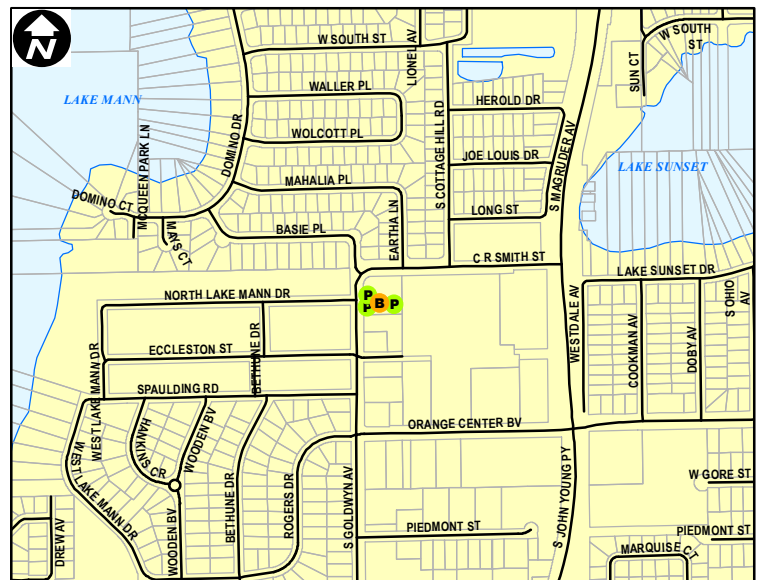 N
W SOUTH ST
LIONEL AV
W SOUTH
ST
SUN CT
WALLER PL
LAKE MANN
HEROLD DR
S COTTAGE HILL RD
WOLCOTT PL
MCQUEEN PARK LN
DOMINO DR
JOE LOUIS DR
S MAGRUDER AV
LAKE SUNSET
MAHALIA PL
DOMINO CT
LONG ST
MAYS CT
BASIE PL
EARTHA LN
C R SMITH ST
LAKE SUNSET DR
S OHIO
AV
NORTH LAKE MANN DR
P
P
B
P
WESTDALE AV
COOKMAN AV
DOBY AV
ECCLESTON ST
BETHUNE DR
WEST LAKE MANN DR
SPAULDING RD
ORANGE CENTER BV
HANKINS CR
WOODEN BV
WEST LAKE MANN DR
W GORE ST
BETHUNE DR
ROGERS DR
S GOLDWYN AV
S JOHN YOUNG PY
PIEDMONT ST
PIEDMONT ST
DREW AV
WOODEN BV
MARQUISE CT